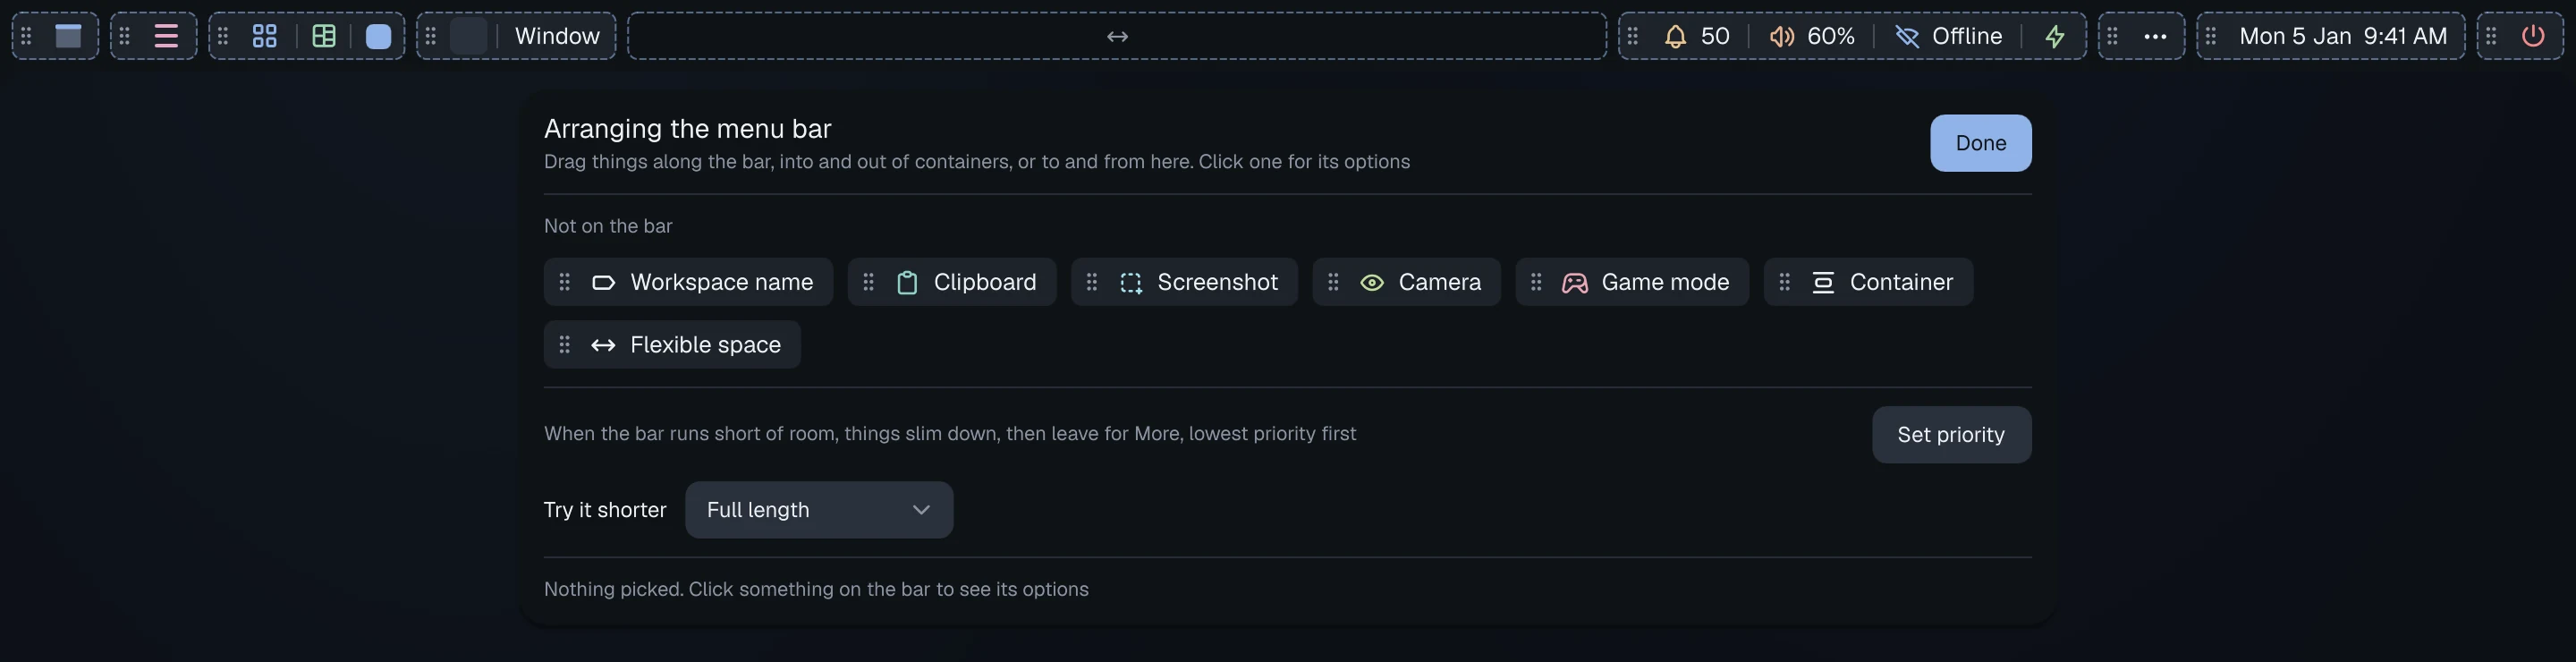 Window 50 60% Offline Mon 5 Jan 9:41 AM
Arranging the menu bar
Done
Drag things along the bar, into and out of containers, or to and from here. Click one for its options
Not on the bar
Workspace name Clipboard Screenshot Camera Game mode Container
Flexible space
When the bar runs short of room, things slim down, then leave for More, lowest priority first
Set priority
Try it shorter Full length
Nothing picked. Click something on the bar to see its options